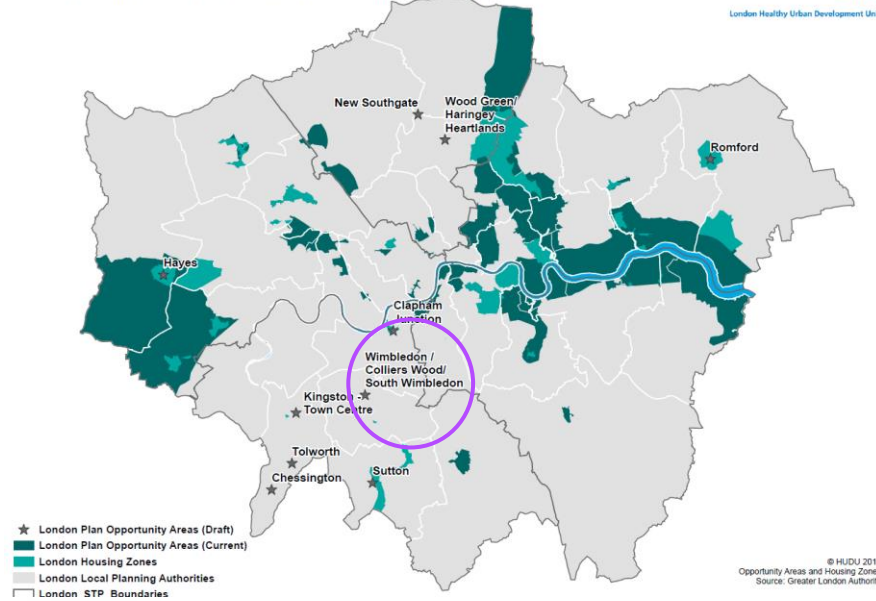 London Healthy Urban Development Un
New Southgate
Wood Green/
Haringey
Heartlands
Romford
Hayes
Clapham
Junction
Wimbledon /
Colliers Wood/
South Wimbledon
Kingston -
Town Centre
Tolworth
Chessington
Sutton
London Plan Opportunity Areas (Draft)
London Plan Opportunity Areas (Current)
London Housing Zones
London Local Planning Authorities
London STP Boundaries
© HUDU 201
Opportunity Areas and Housing Zone
Source: Greater London Authorit